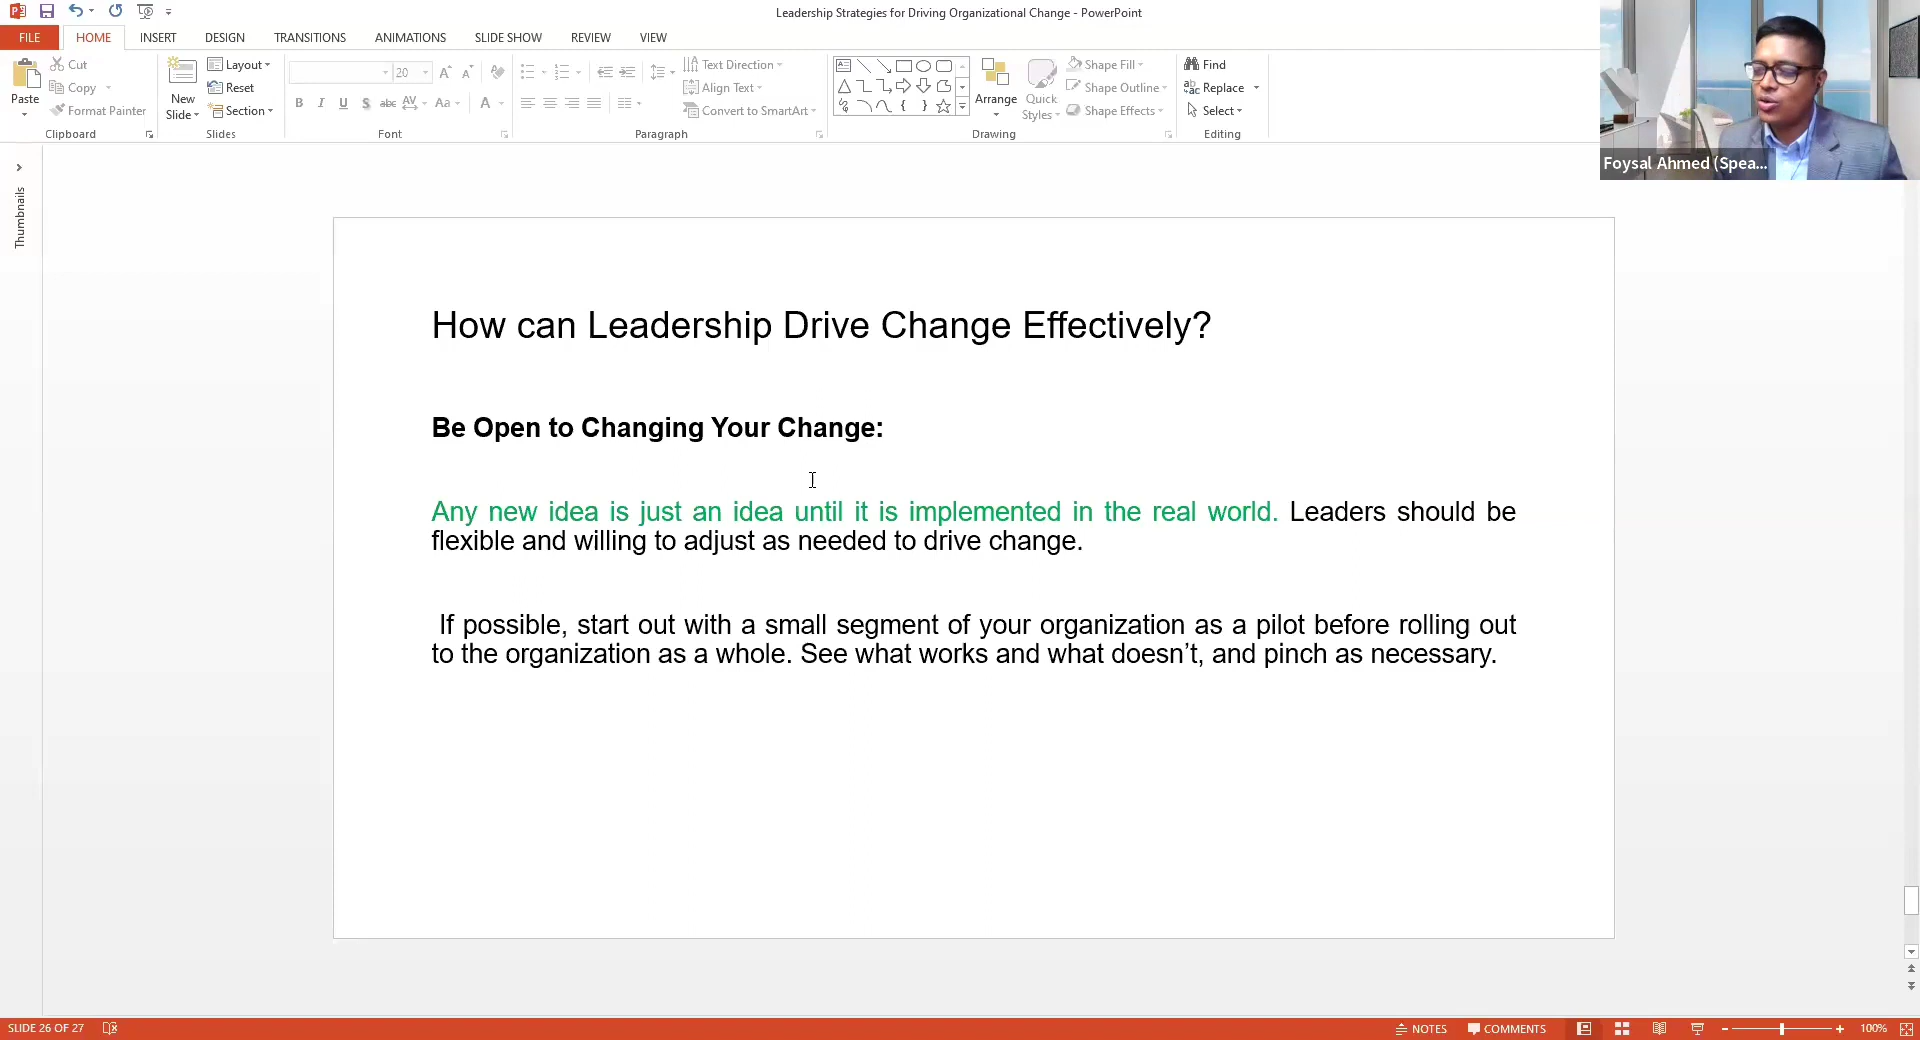 Leadership Strategies for Driving Organizational Change - PowerPoint
FILE
HOME
INSERT
DESIGN
TRANSITIONS
ANIMATIONS
SLIDE SHOW
REVIEW
VIEW
Paste
Cut
Copy
Format Painter
Clipboard
New
Slide
Layout
Reset
Section
Slides
20
B I U S abc AV Aa A
Font
Text Direction
Align Text
Convert to SmartArt
Paragraph
Arrange
Quick
Styles
Shape Fill
Shape Outline
Shape Effects
Drawing
Find
Replace
Select
Editing
Foysal Ahmed (Spea...
Thumbnails
How can Leadership Drive Change Effectively?
Be Open to Changing Your Change:
Any new idea is just an idea until it is implemented in the real world. Leaders should be
flexible and willing to adjust as needed to drive change.
If possible, start out with a small segment of your organization as a pilot before rolling out
to the organization as a whole. See what works and what doesn’t, and pinch as necessary.
SLIDE 26 OF 27
NOTES
COMMENTS
100%